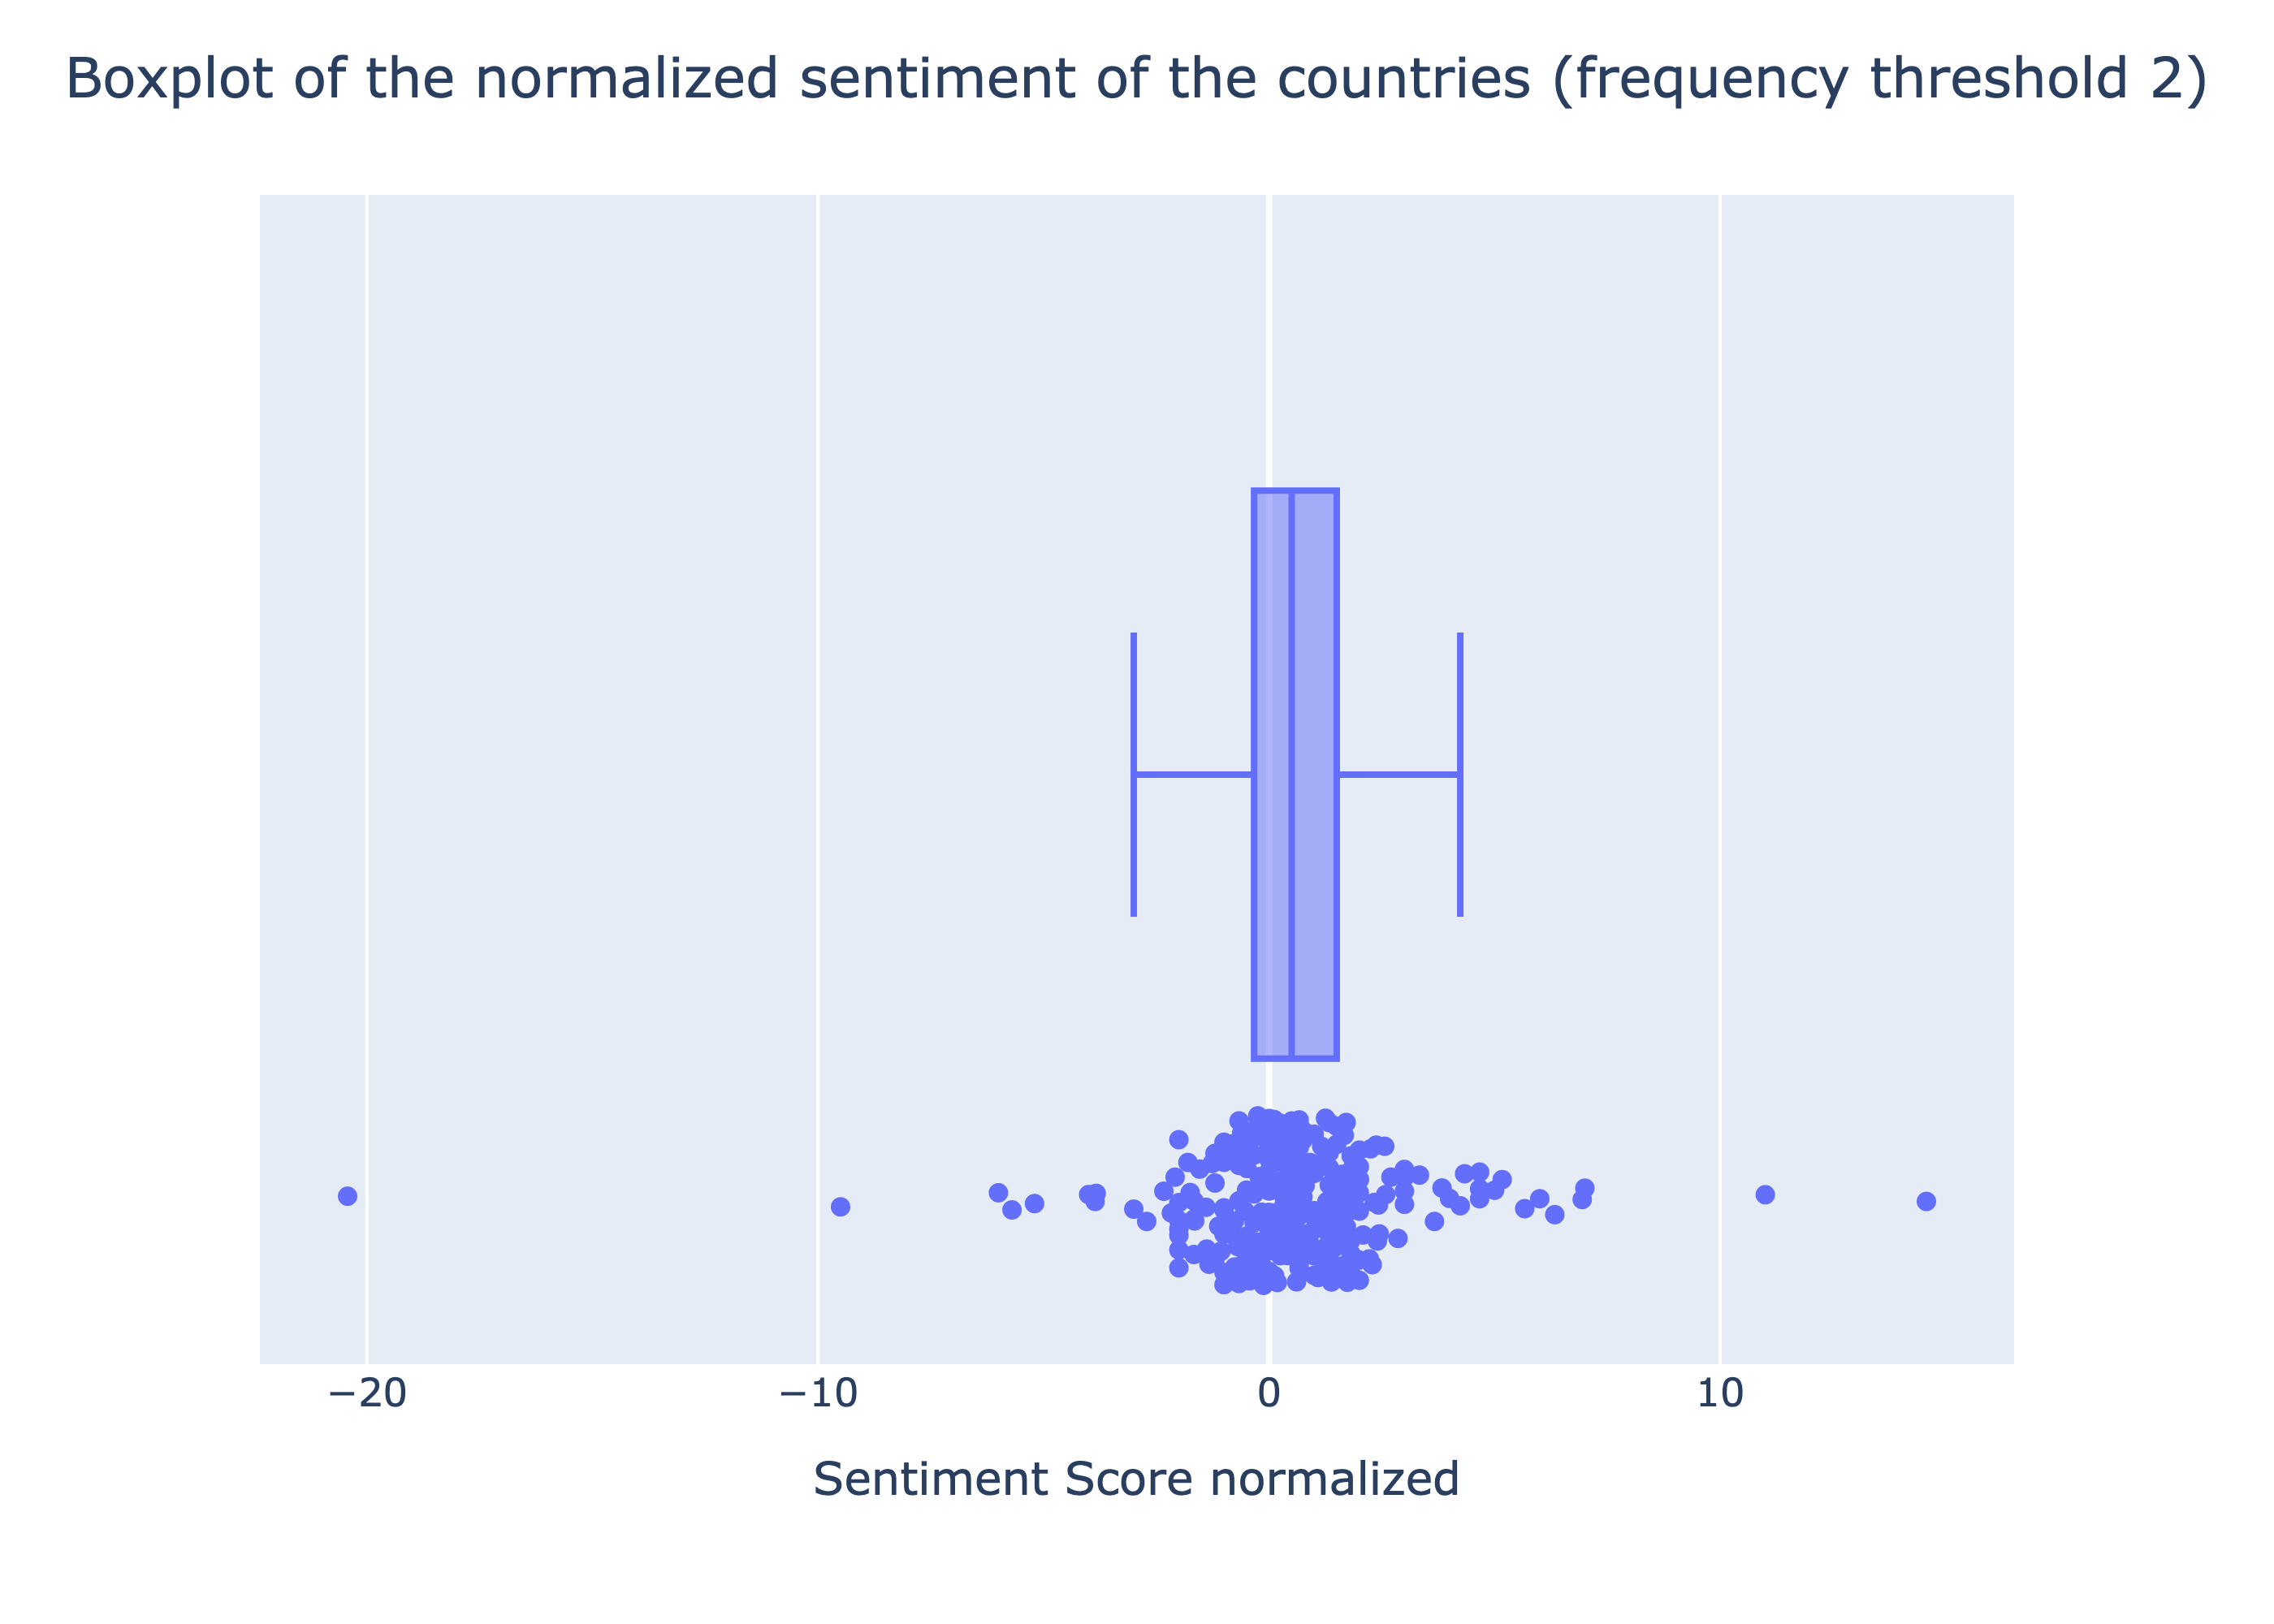 Boxplot of the normalized sentiment of the countries (frequency threshold 2)
−20
−10
0
10
Sentiment Score normalized